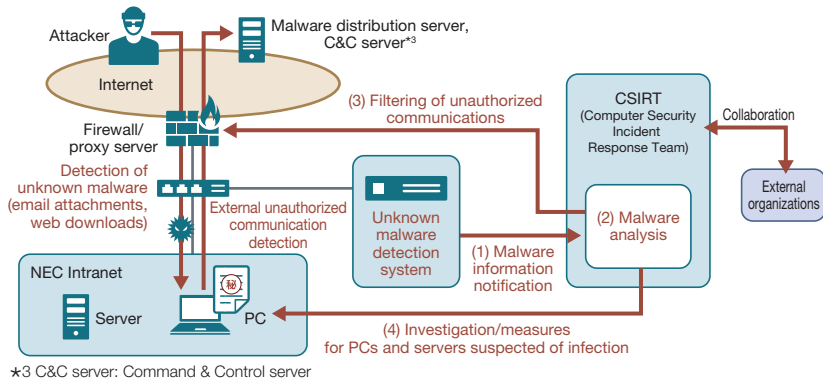 Attacker
Malware distribution server,
C&C server*3
Internet
Firewall/
proxy server
(3) Filtering of unauthorized
communications
CSIRT
(Computer Security
Incident
Response Team)
Collaboration
External
organizations
Detection of
unknown malware
(email attachments,
web downloads)
External unauthorized
communication
detection
Unknown
malware
detection
system
(2) Malware
analysis
(1) Malware
information
notification
NEC Intranet
Server
秘
PC
(4) Investigation/measures
for PCs and servers suspected of infection
*3 C&C server: Command & Control server